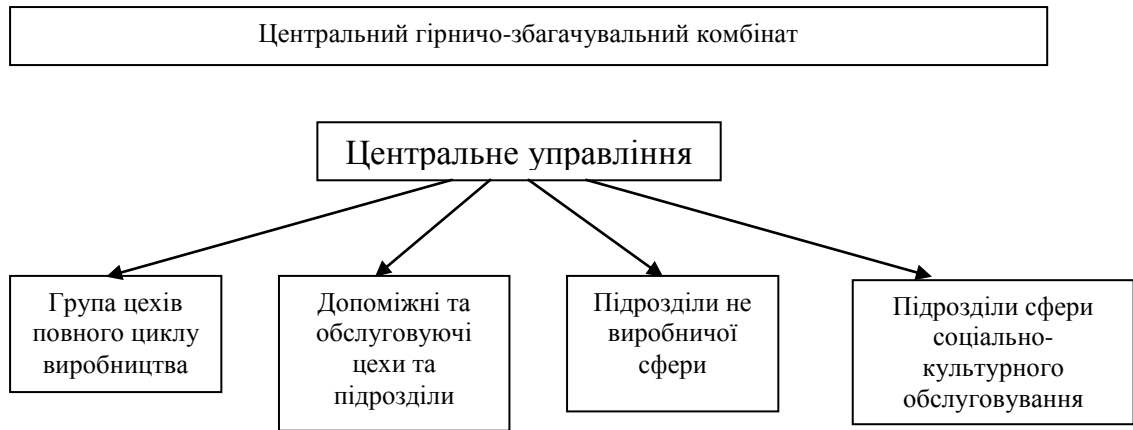 Центральний гірничо-збагачувальний комбінат
Центральне управління
Група цехів
повного циклу
виробництва
Допоміжні та
обслуговуючі
цехи та
підрозділи
Підрозділи не
виробничої
сфери
Підрозділи сфери
соціально-
культурного
обслуговування